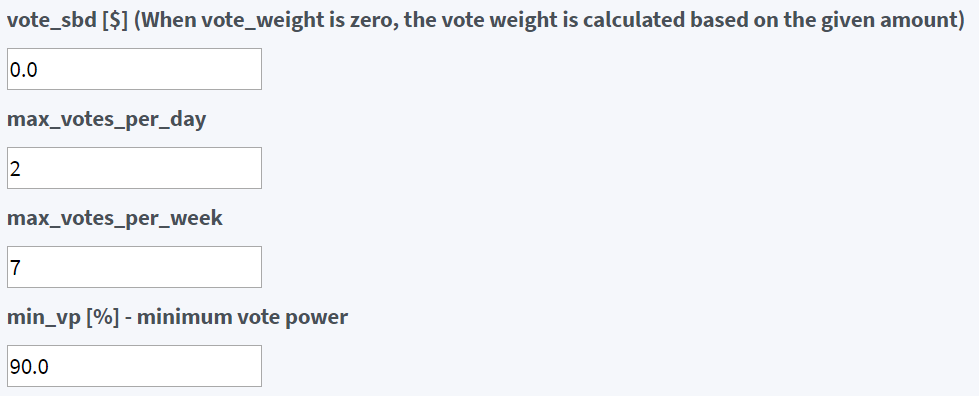 vote_sbd [$] (When vote_weight is zero, the vote weight is calculated based on the given amount)
0.0
max_votes_per_day
2
max_votes_per_week
7
min_vp [%] - minimum vote power
90.0